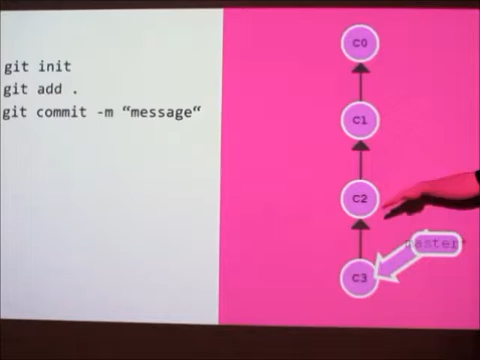 git init
git add .
git commit -m “message“
C0
C1
C2
master*
C3